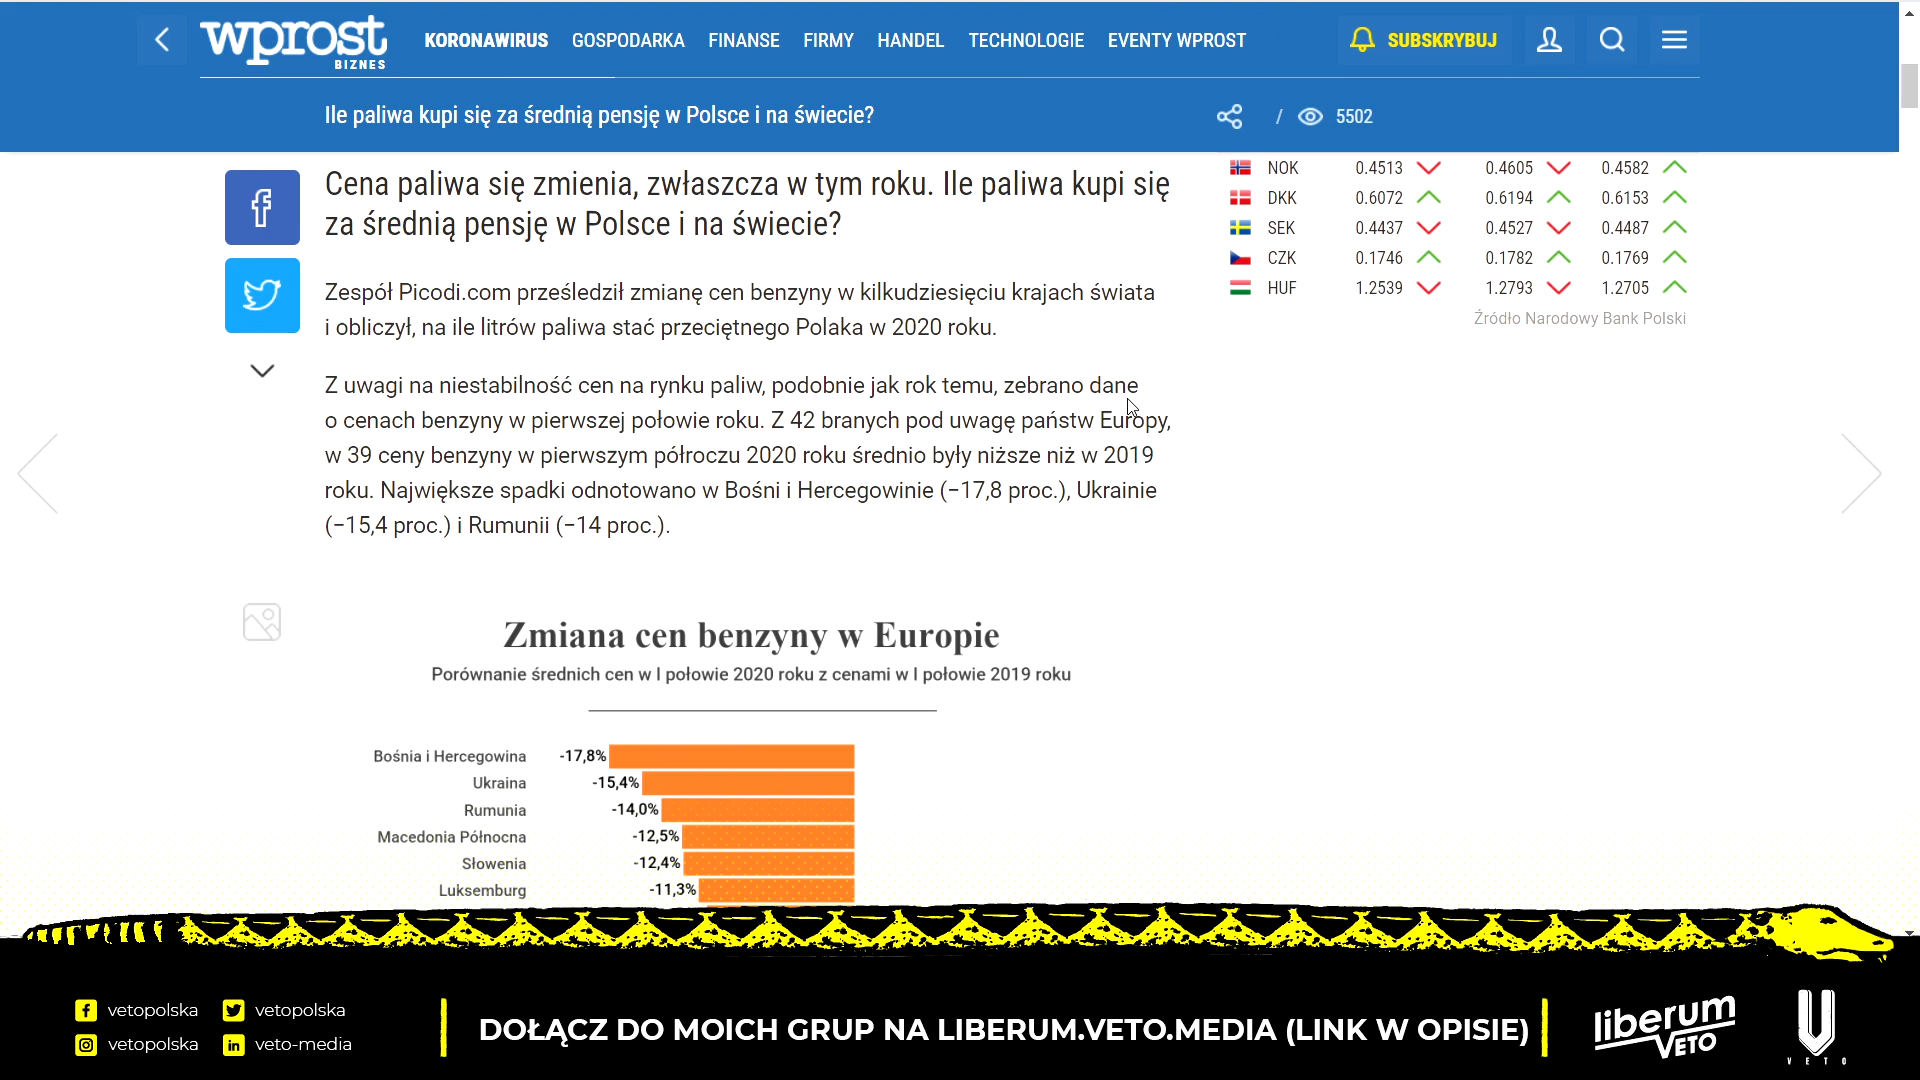 wprost
BIZNES
KORONAWIRUS GOSPODARKA FINANSE FIRMY HANDEL TECHNOLOGIE EVENTY WPROST
SUBSKRYBUJ
Ile paliwa kupi się za średnią pensję w Polsce i na świecie?
/ 5502
Cena paliwa się zmienia, zwłaszcza w tym roku. Ile paliwa kupi się
za średnią pensję w Polsce i na świecie?
Zespół Picodi.com prześledził zmianę cen benzyny w kilkudziesięciu krajach świata
i obliczył, na ile litrów paliwa stać przeciętnego Polaka w 2020 roku.
Z uwagi na niestabilność cen na rynku paliw, podobnie jak rok temu, zebrano dane
o cenach benzyny w pierwszej połowie roku. Z 42 branych pod uwagę państw Europy,
w 39 ceny benzyny w pierwszym półroczu 2020 roku średnio były niższe niż w 2019
roku. Największe spadki odnotowano w Bośni i Hercegowinie (−17,8 proc.), Ukrainie
(−15,4 proc.) i Rumunii (−14 proc.).
NOK 0.4513 0.4605 0.4582
DKK 0.6072 0.6194 0.6153
SEK 0.4437 0.4527 0.4487
CZK 0.1746 0.1782 0.1769
HUF 1.2539 1.2793 1.2705
Źródło Narodowy Bank Polski
Zmiana cen benzyny w Europie
Porównanie średnich cen w I połowie 2020 roku z cenami w I połowie 2019 roku
Bośnia i Hercegowina -17,8%
Ukraina -15,4%
Rumunia -14,0%
Macedonia Północna -12,5%
Słowenia -12,4%
Luksemburg -11,3%
vetopolska vetopolska
vetopolska veto-media
DOŁĄCZ DO MOICH GRUP NA LIBERUM.VETO.MEDIA (LINK W OPISIE)
liberum
VETO
VETO